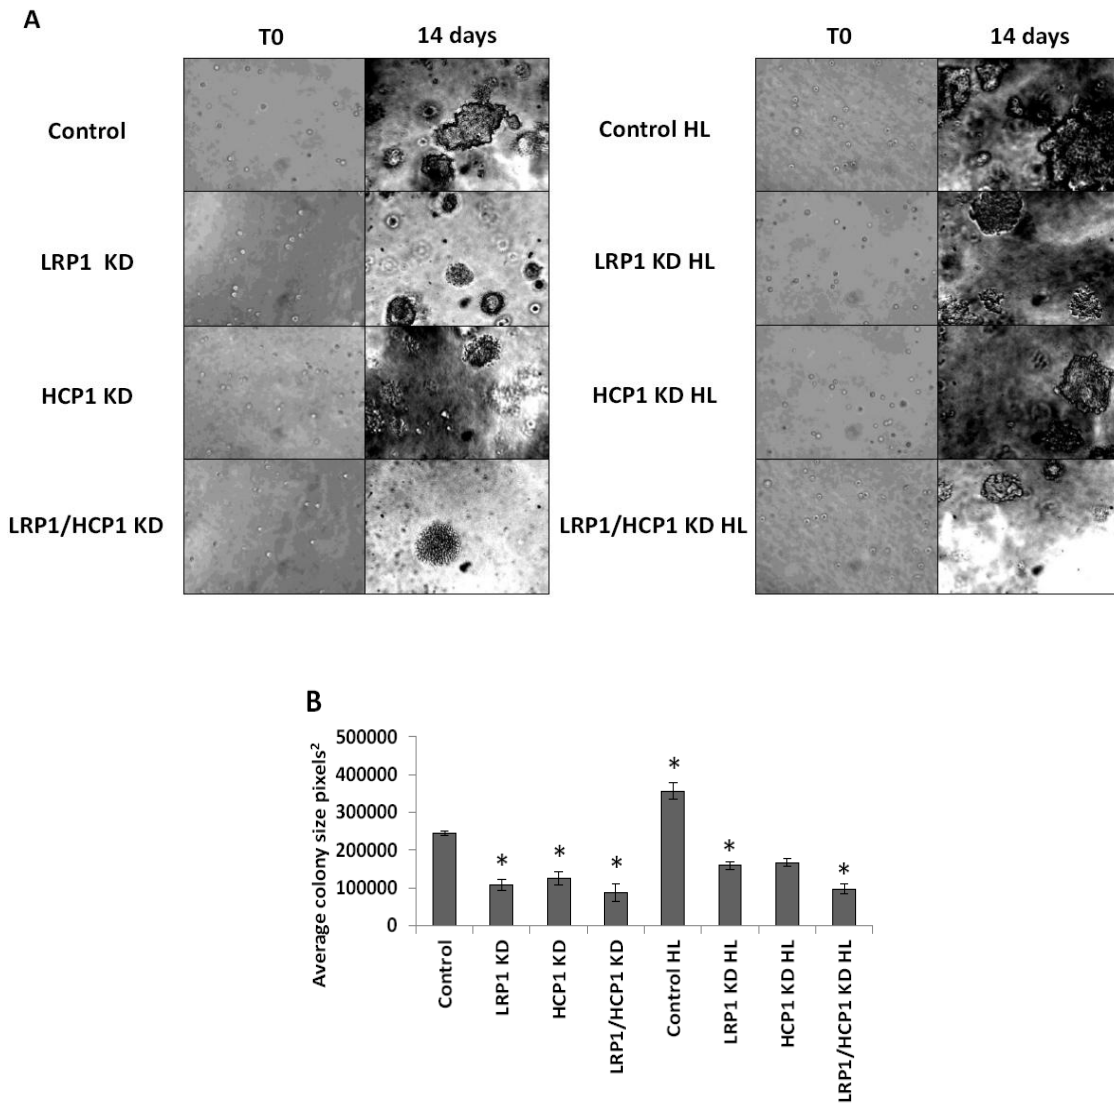 A
T0 14 days T0 14 days
Control Control HL
LRP1 KD LRP1 KD HL
HCP1 KD HCP1 KD HL
LRP1/HCP1 KD LRP1/HCP1 KD HL
B
Average colony size pixels²
500000
400000
300000
200000
100000
0
* * * * * *
Control
LRP1 KD
HCP1 KD
LRP1/HCP1 KD
Control HL
LRP1 KD HL
HCP1 KD HL
LRP1/HCP1 KD HL